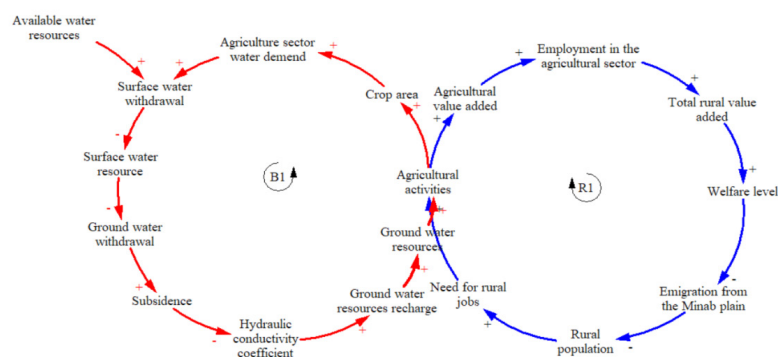 Available water
resources
Agriculture sector
water demend
Surface water
withdrawal
Crop area
Surface water
resource
B1
Ground water
withdrawal
Subsidence
Hydraulic
conductivity
coefficient
Ground water
resources recharge
Ground water
resources
Agricultural
activities
Agricultural
value added
Employment in the
agricultural sector
Total rural value
added
R1
Welfare level
Emigration from
the Minab plain
Rural
population
Need for rural
jobs